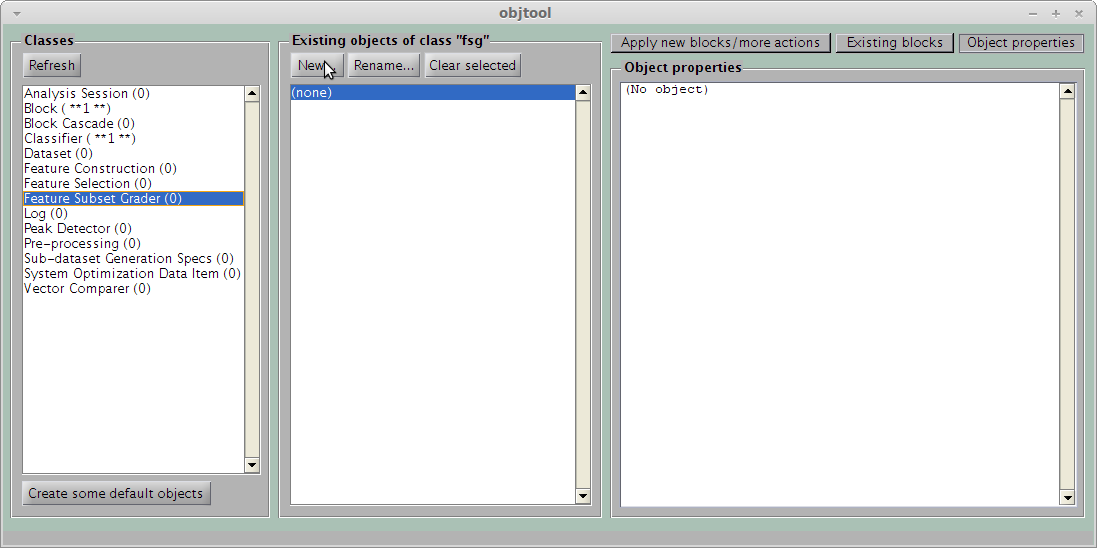 objtool
Classes
Refresh
Analysis Session (0)
Block ( **1 **)
Block Cascade (0)
Classifier ( **1 **)
Dataset (0)
Feature Construction (0)
Feature Selection (0)
Feature Subset Grader (0)
Log (0)
Peak Detector (0)
Pre-processing (0)
Sub-dataset Generation Specs (0)
System Optimization Data Item (0)
Vector Comparer (0)
Create some default objects
Existing objects of class "fsg"
New... Rename... Clear selected
(none)
Apply new blocks/more actions Existing blocks Object properties
Object properties
(No object)